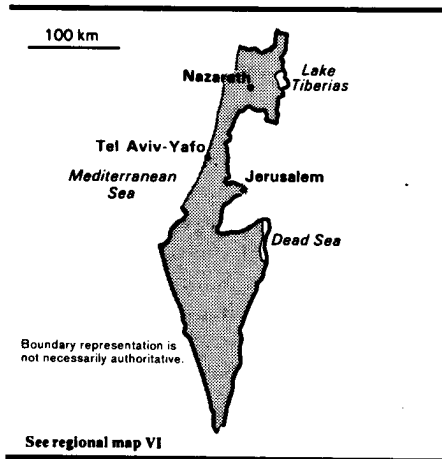 100 km
Nazareth
Lake
Tiberias
Tel Aviv-Yafo
Mediterranean
Sea
Jerusalem
Dead Sea
Boundary representation is
not necessarily authoritative.
See regional map VI